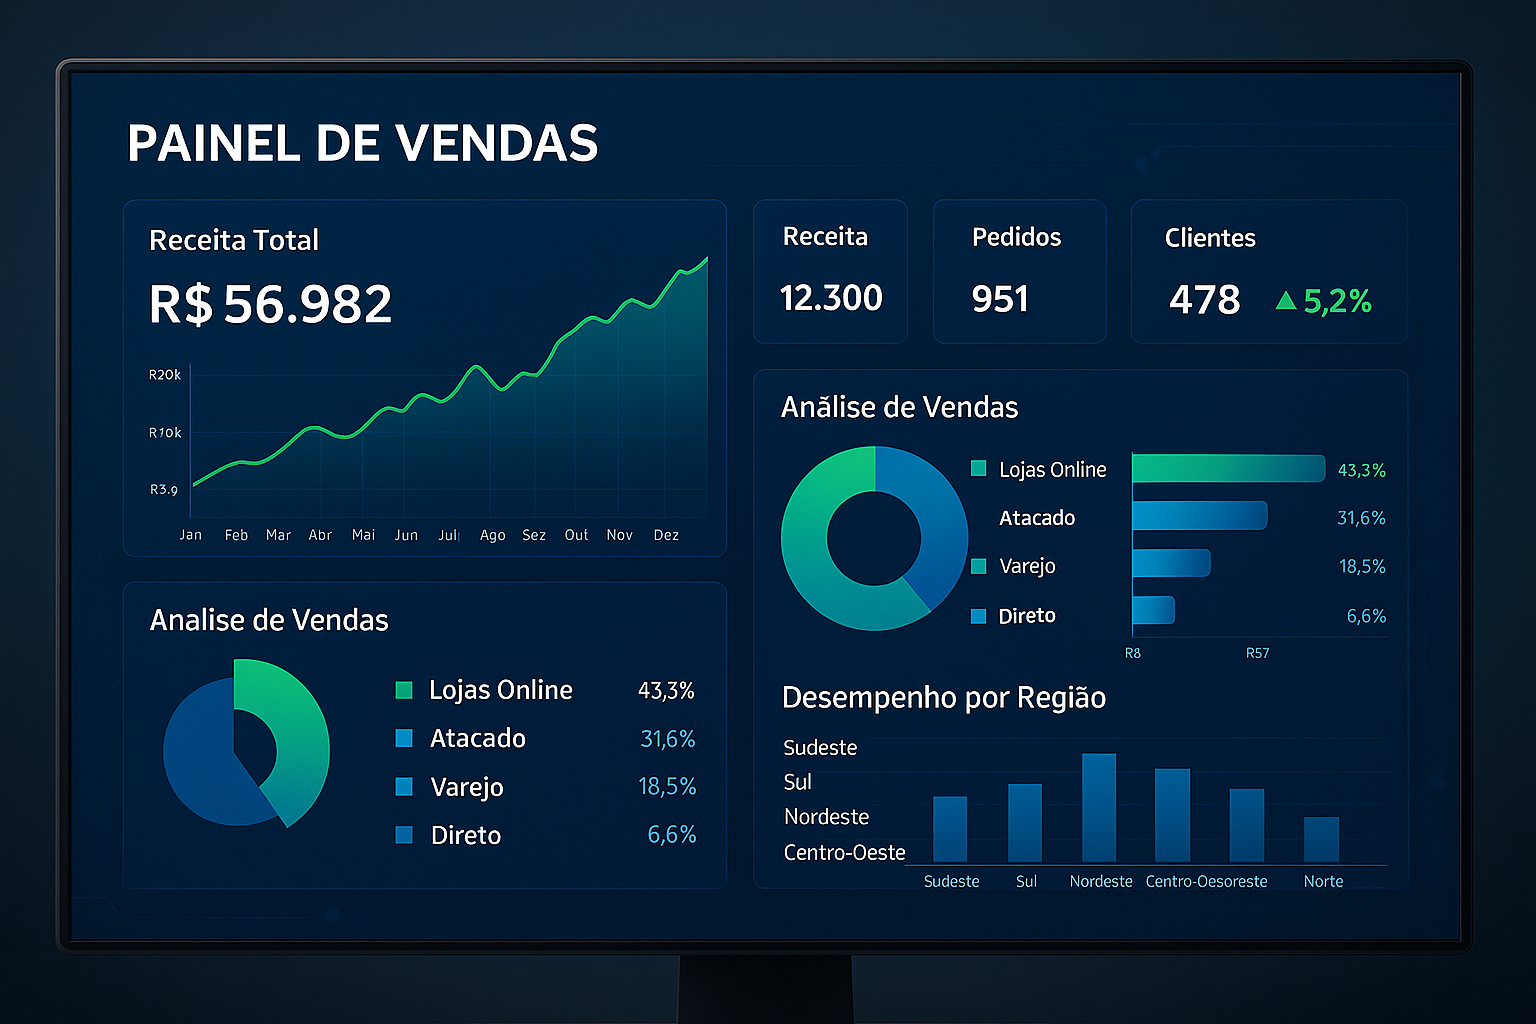 PAINEL DE VENDAS
Receita Total
R$ 56.982
R20k
R10k
R3.9
Jan Feb Mar Abr Mai Jun Jul Ago Sez Out Nov Dez
Receita
12.300
Pedidos
951
Clientes
478 ▲ 5,2%
Analise de Vendas
Lojas Online 43,3%
Atacado 31,6%
Varejo 18,5%
Direto 6,6%
Anãlise de Vendas
Lojas Online 43,3%
Atacado 31,6%
Varejo 18,5%
Direto 6,6%
R8 R57
Desempenho por Região
Sudeste
Sul
Nordeste
Centro-Oeste
Sudeste Sul Nordeste Centro-Oesoreste Norte